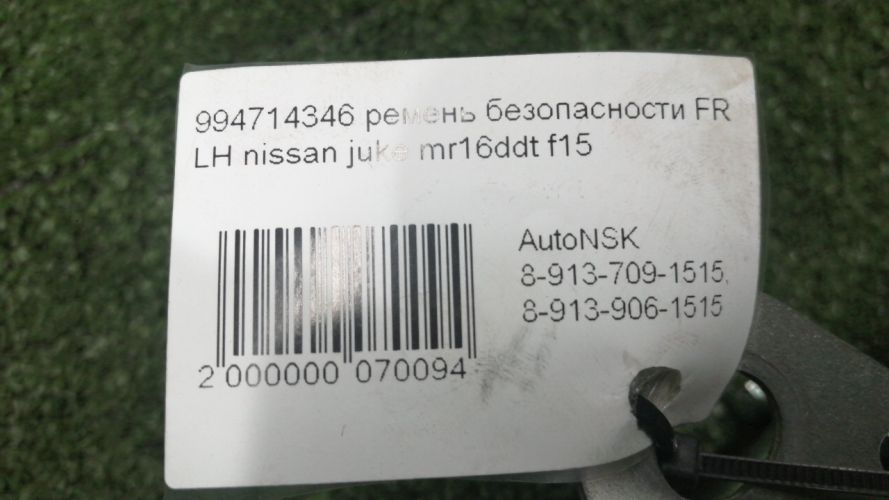 994714346 ремень безопасности FR
LH nissan juke mr16ddt f15
AutoNSK
8-913-709-1515,
8-913-906-1515
2 000000 070094